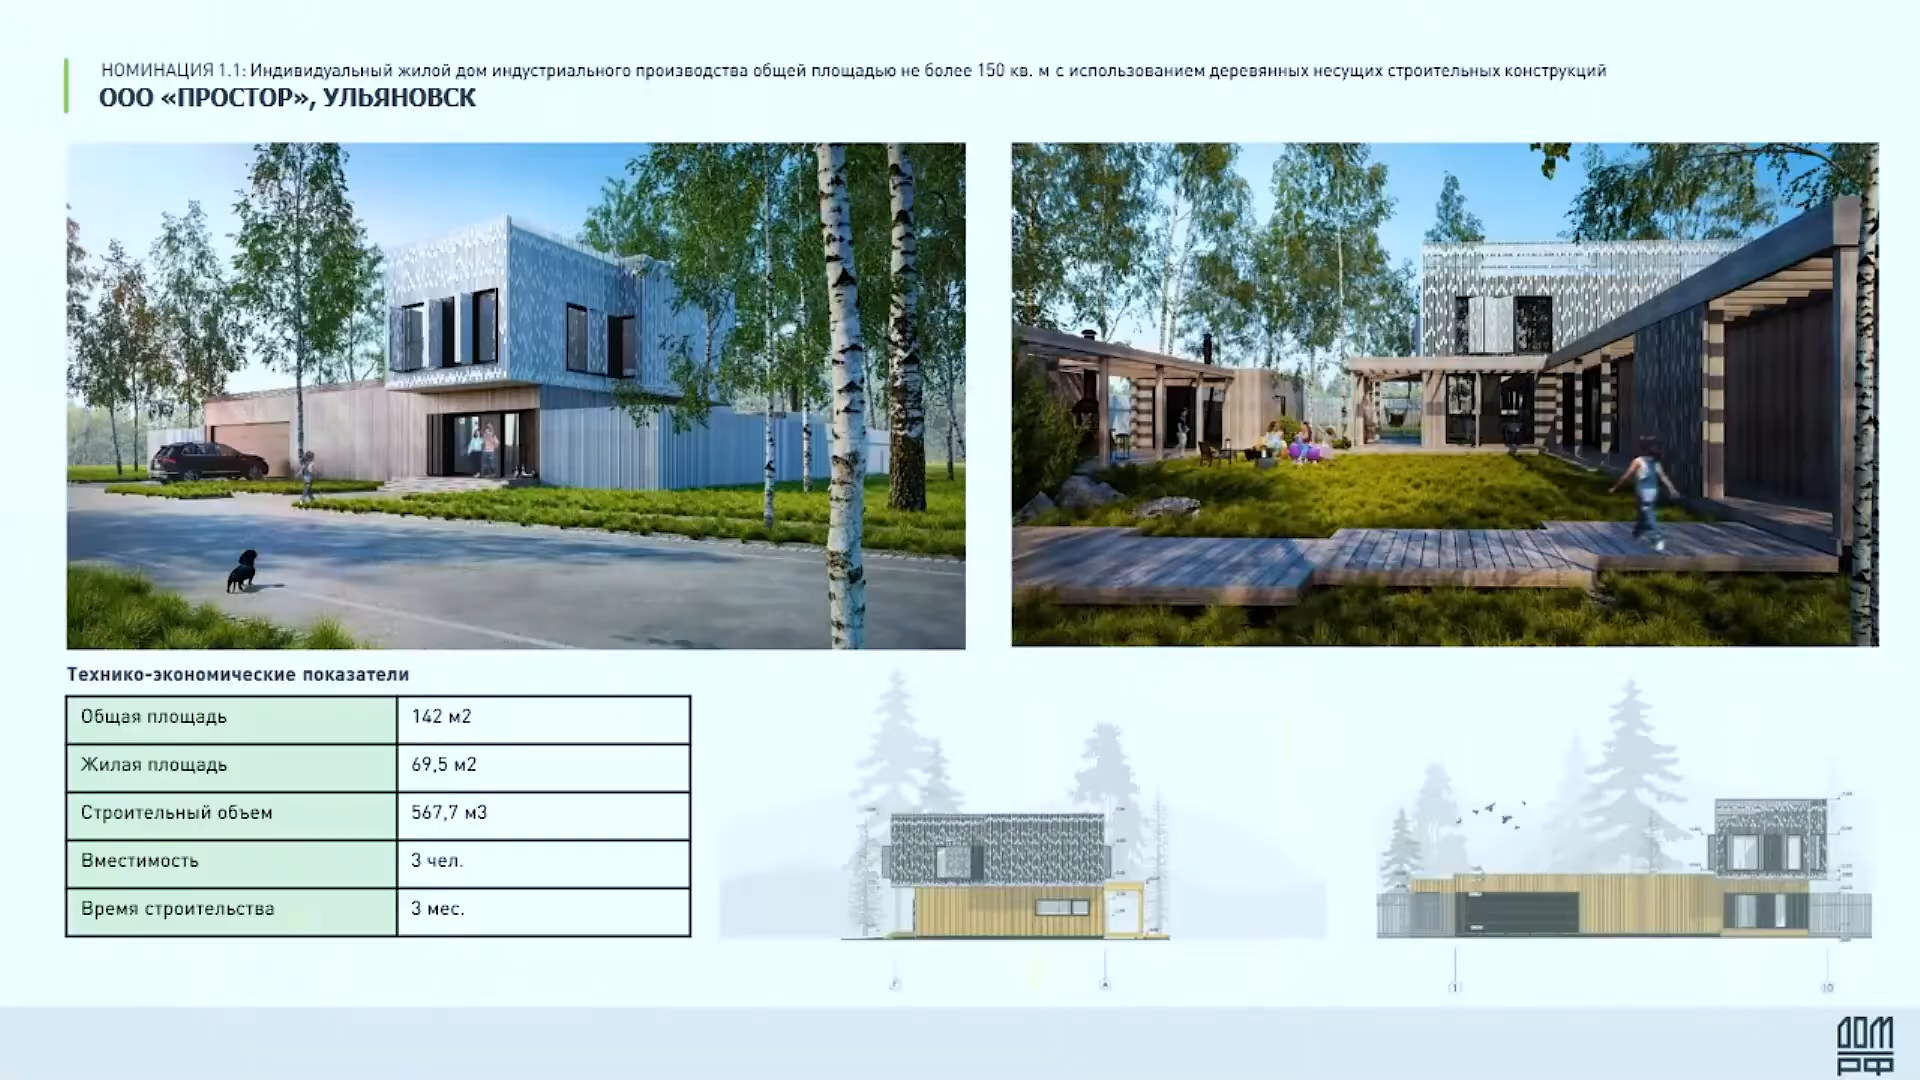 НОМИНАЦИЯ 1.1: Индивидуальный жилой дом индустриального производства общей площадью не более 150 кв. м с использованием деревянных несущих строительных конструкций
ООО «ПРОСТОР», УЛЬЯНОВСК
Технико-экономические показатели
Общая площадь 142 м2
Жилая площадь 69,5 м2
Строительный объем 567,7 м3
Вместимость 3 чел.
Время строительства 3 мес.
Г А 1 10
ДОМ
РФ